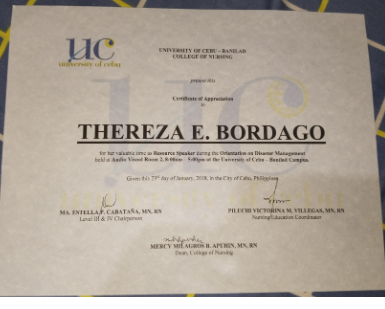 UC
university of cebu
UNIVERSITY OF CEBU - BANILAD
COLLEGE OF NURSING
presents this
Certificate of Appreciation
to
THEREZA E. BORDAGO
for her valuable time as Resource Speaker during the Orientation on Disaster Management
held at Audio Visual Room 2, 8:00am - 5:00pm at the University of Cebu - Banilad Campus.
Given this 25th day of January, 2018, in the City of Cebu, Philippines
MA. ESTELLA P. CABATAÑA, MN, RN
Level III & IV Chairperson
PILUCHI VICTORINA M. VILLEGAS, MN, RN
Nursing Education Coordinator
MERCY MILAGROS B. APUHIN, MN, RN
Dean, College of Nursing